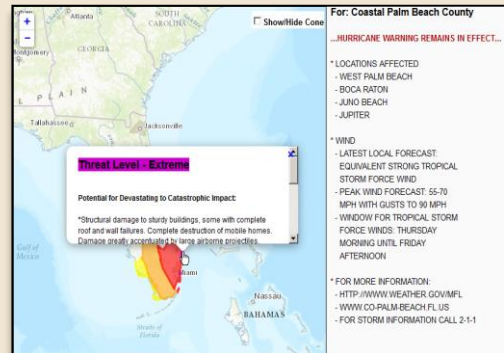 Atlanta
SOUTH
CAROLINA
Show/Hide Cone
ontgomery
GEORGIA
PLAIN
Tallahassee
Jacksonville
Threat Level - Extreme
Potential for Devastating to Catastrophic Impact:
*Structural damage to sturdy buildings, some with complete
roof and wall failures. Complete destruction of mobile homes.
Damage greatly accentuated by large airborne projectiles.
Gulf of
Mexico
Miami
Nassau
BAHAMAS
Straits of
Florida
For: Coastal Palm Beach County
...HURRICANE WARNING REMAINS IN EFFECT...
* LOCATIONS AFFECTED
- WEST PALM BEACH
- BOCA RATON
- JUNO BEACH
- JUPITER
* WIND
- LATEST LOCAL FORECAST:
EQUIVALENT STRONG TROPICAL
STORM FORCE WIND
- PEAK WIND FORECAST: 55-70
MPH WITH GUSTS TO 90 MPH
- WINDOW FOR TROPICAL STORM
FORCE WINDS: THURSDAY
MORNING UNTIL FRIDAY
AFTERNOON
* FOR MORE INFORMATION:
- HTTP://WWW.WEATHER.GOV/MFL
- WWW.CO-PALM-BEACH.FL.US
- FOR STORM INFORMATION CALL 2-1-1